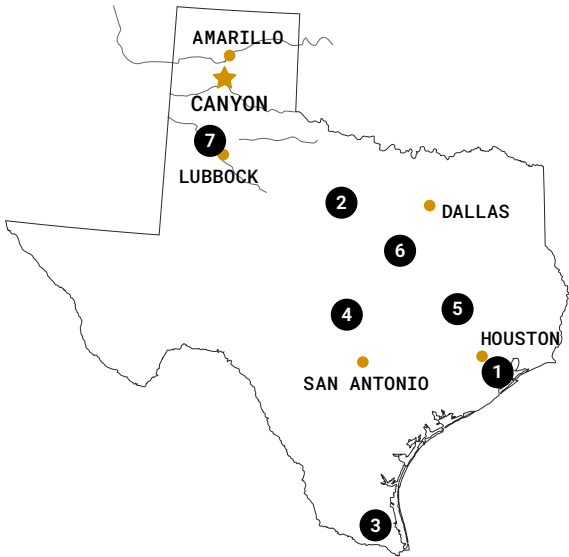 AMARILLO
CANYON
7
LUBBOCK
2
DALLAS
6
4
5
HOUSTON
1
SAN ANTONIO
3